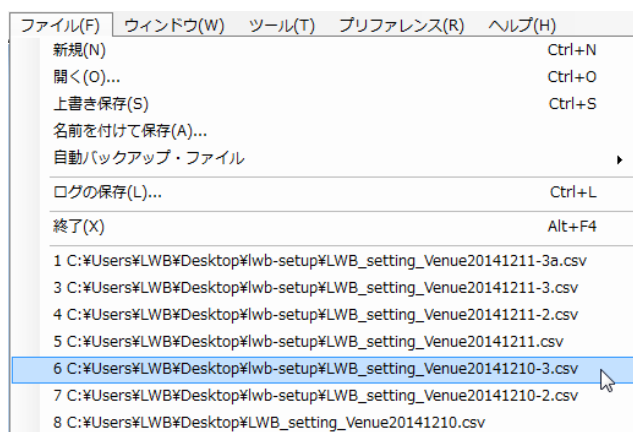 ファイル(F) ウィンドウ(W) ツール(T) プリファレンス(R) ヘルプ(H)
新規(N) Ctrl+N
開く(O)... Ctrl+O
上書き保存(S) Ctrl+S
名前を付けて保存(A)...
自動バックアップ・ファイル
ログの保存(L)... Ctrl+L
終了(X) Alt+F4
1 C:¥Users¥LWB¥Desktop¥lwb-setup¥LWB_setting_Venue20141211-3a.csv
3 C:¥Users¥LWB¥Desktop¥lwb-setup¥LWB_setting_Venue20141211-3.csv
4 C:¥Users¥LWB¥Desktop¥lwb-setup¥LWB_setting_Venue20141211-2.csv
5 C:¥Users¥LWB¥Desktop¥lwb-setup¥LWB_setting_Venue20141211.csv
6 C:¥Users¥LWB¥Desktop¥lwb-setup¥LWB_setting_Venue20141210-3.csv
7 C:¥Users¥LWB¥Desktop¥lwb-setup¥LWB_setting_Venue20141210-2.csv
8 C:¥Users¥LWB¥Desktop¥LWB_setting_Venue20141210.csv